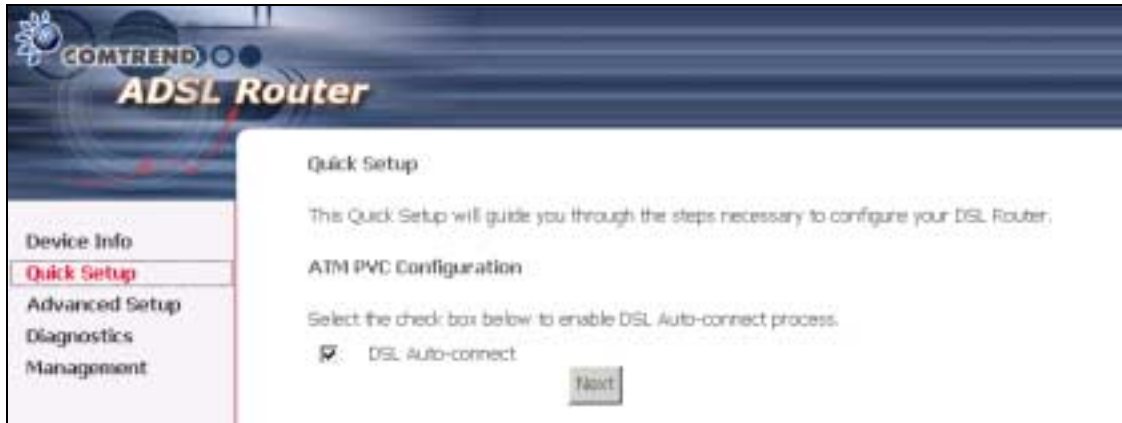 COMTREND
ADSL Router
Device Info
Quick Setup
Advanced Setup
Diagnostics
Management
Quick Setup
This Quick Setup will guide you through the steps necessary to configure your DSL Router.
ATM PVC Configuration
Select the check box below to enable DSL Auto-connect process.
DSL Auto-connect
Next